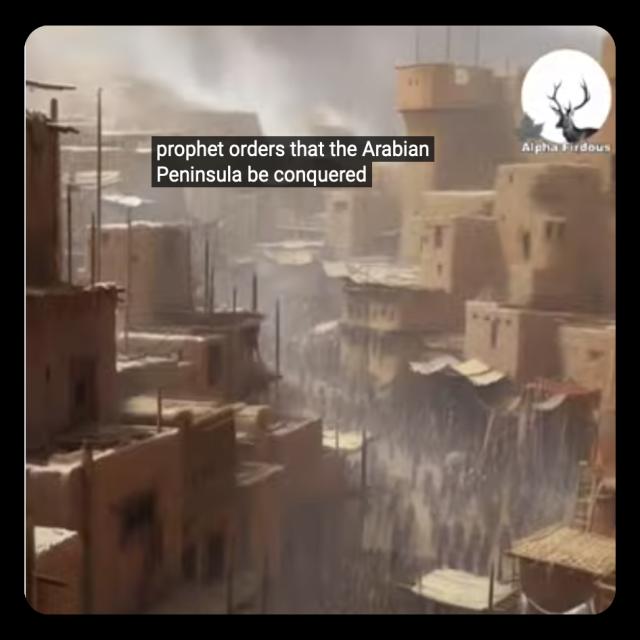 prophet orders that the Arabian
Peninsula be conquered
Alpha Firdous